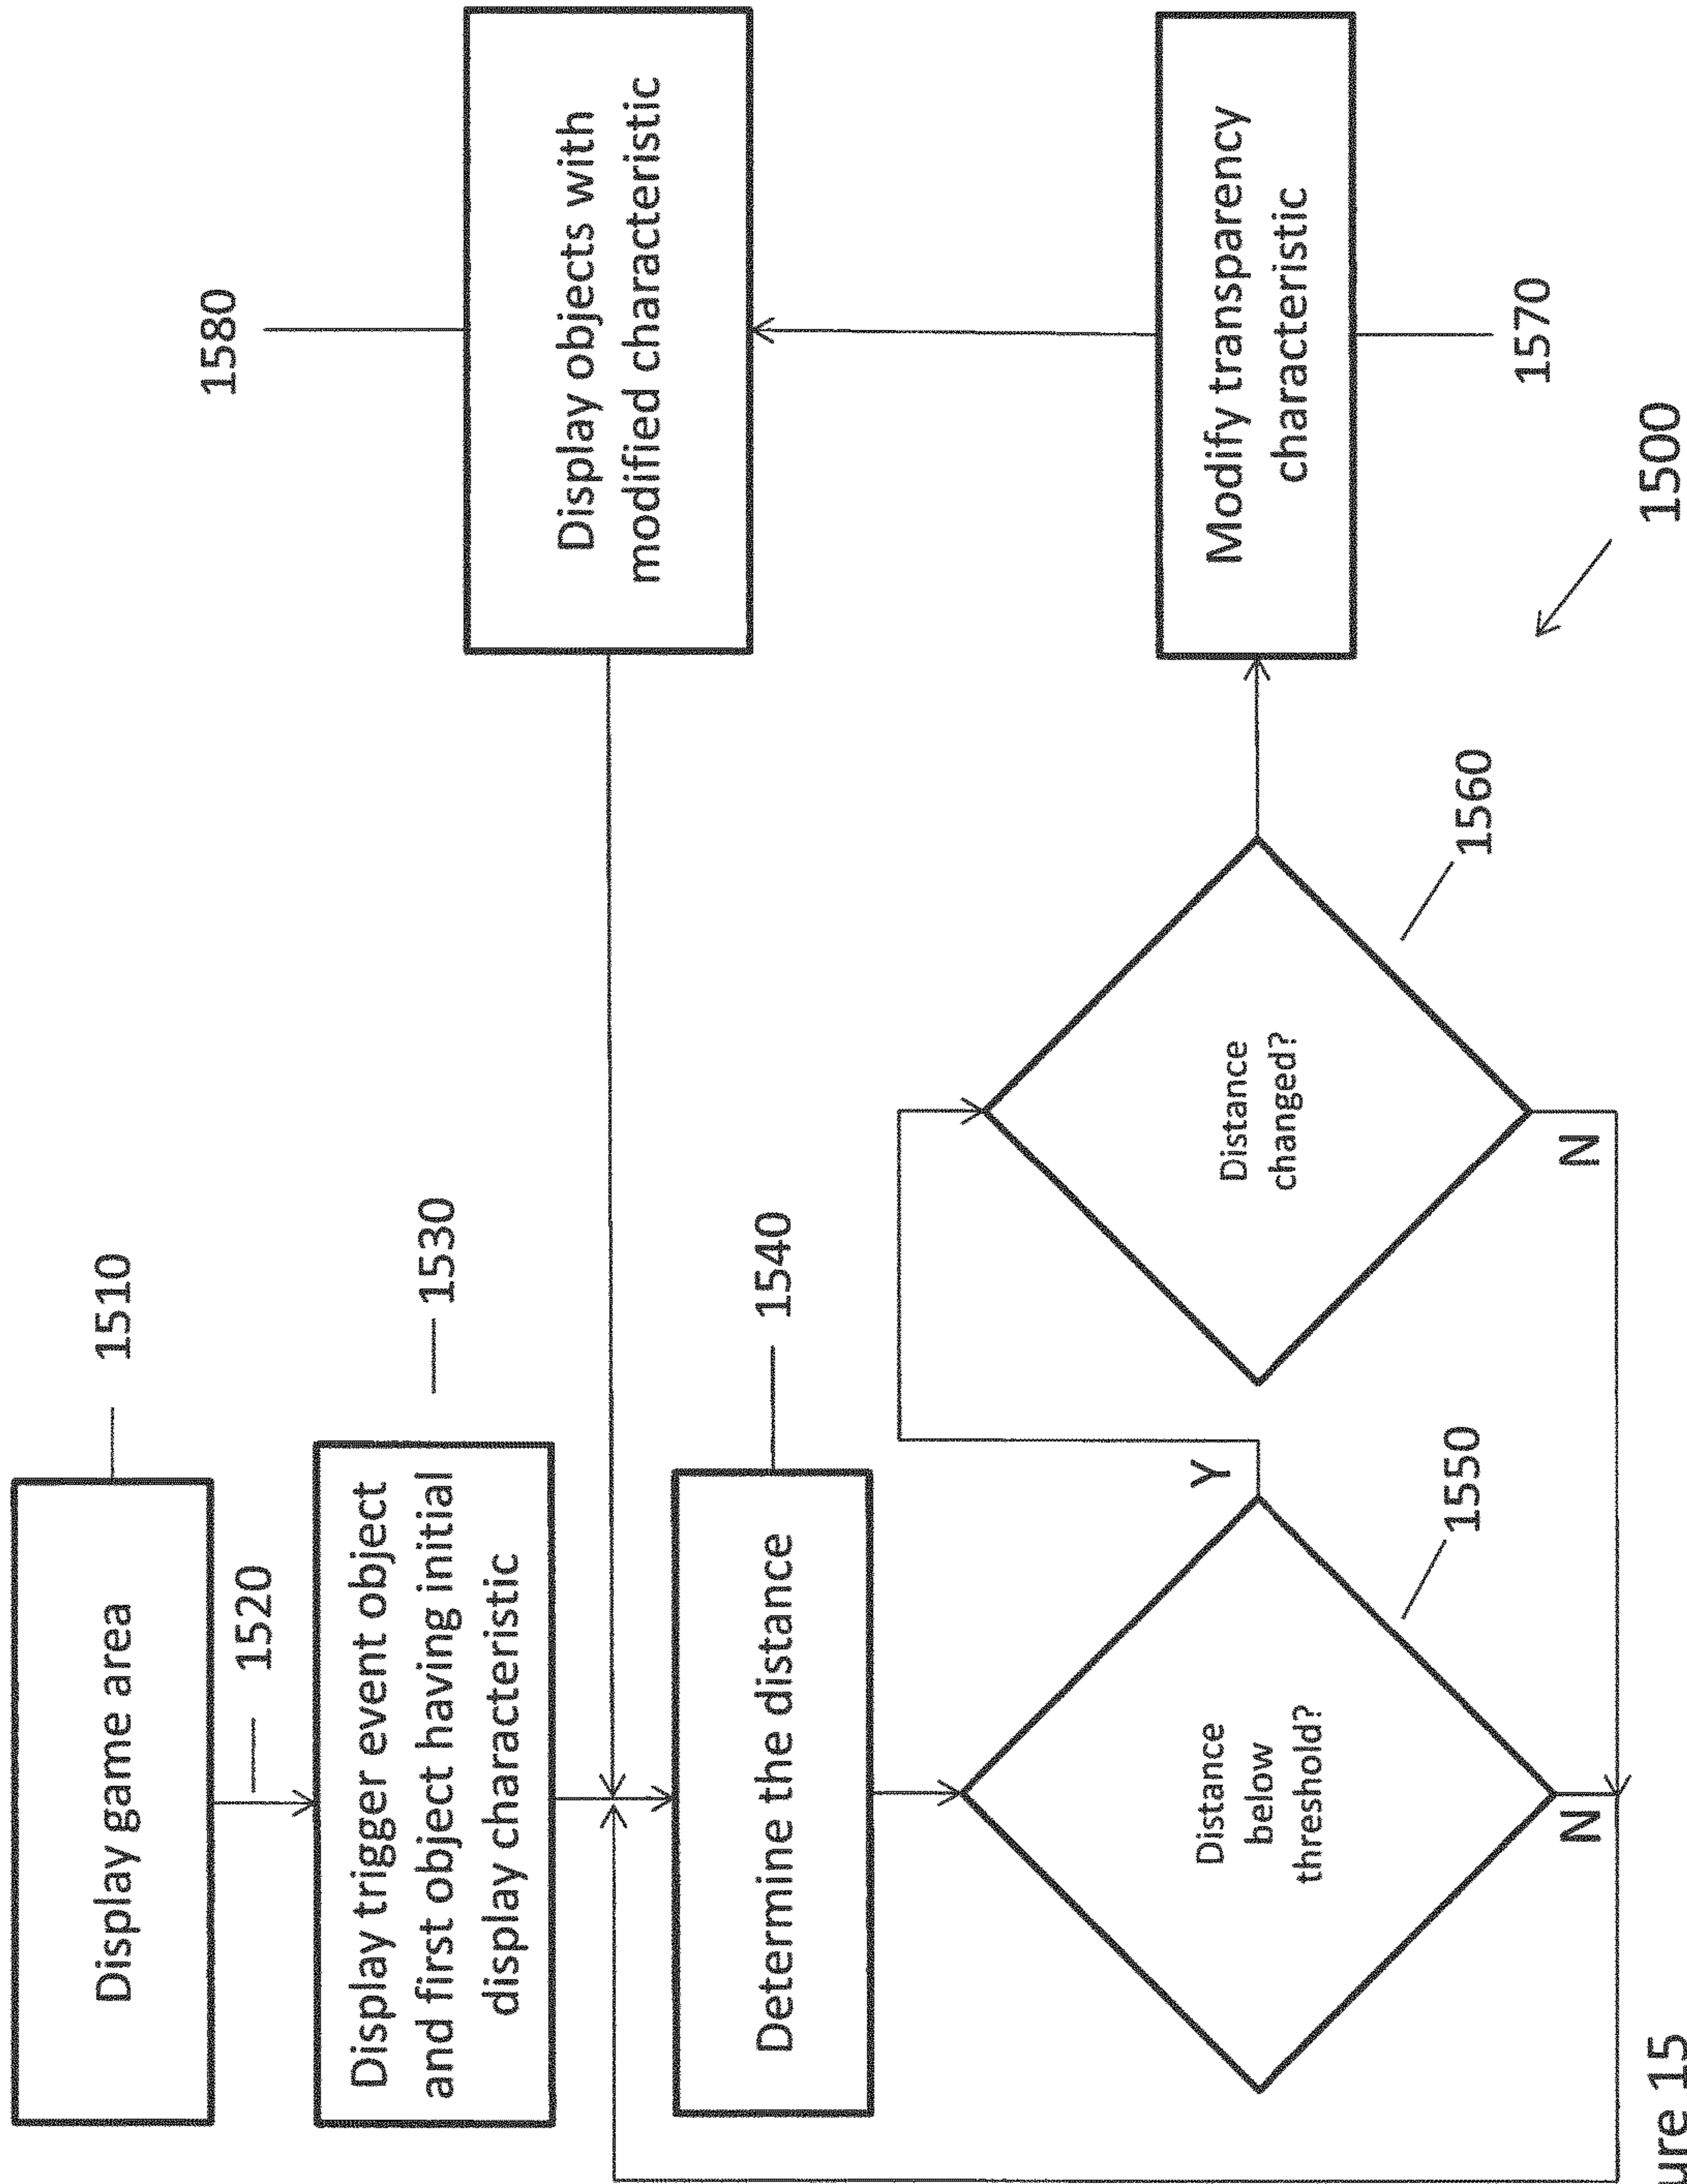 Display game area
1510
1520
Display trigger event object
and first object having initial
display characteristic
1530
Determine the distance
1540
Distance
below
threshold?
1550
Y
N
Distance
changed?
1560
N
Modify transparency
characteristic
1570
Display objects with
modified characteristic
1580
1500
ure 15